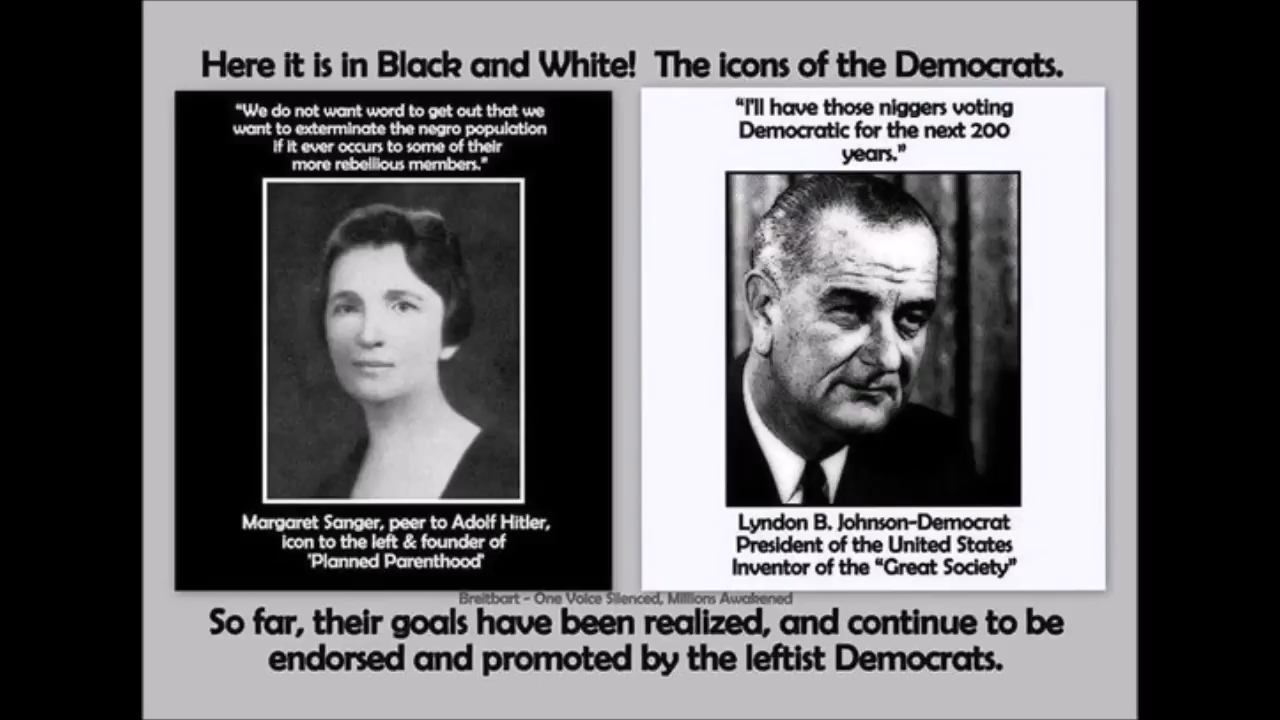 Here it is in Black and White! The icons of the Democrats.
"We do not want word to get out that we
want to exterminate the negro population
if it ever occurs to some of their
more rebellious members."
Margaret Sanger, peer to Adolf Hitler,
icon to the left & founder of
'Planned Parenthood'
"I'll have those niggers voting
Democratic for the next 200
years."
Lyndon B. Johnson-Democrat
President of the United States
Inventor of the "Great Society"
Breitbart - One Voice Silenced, Millions Awakened
So far, their goals have been realized, and continue to be
endorsed and promoted by the leftist Democrats.